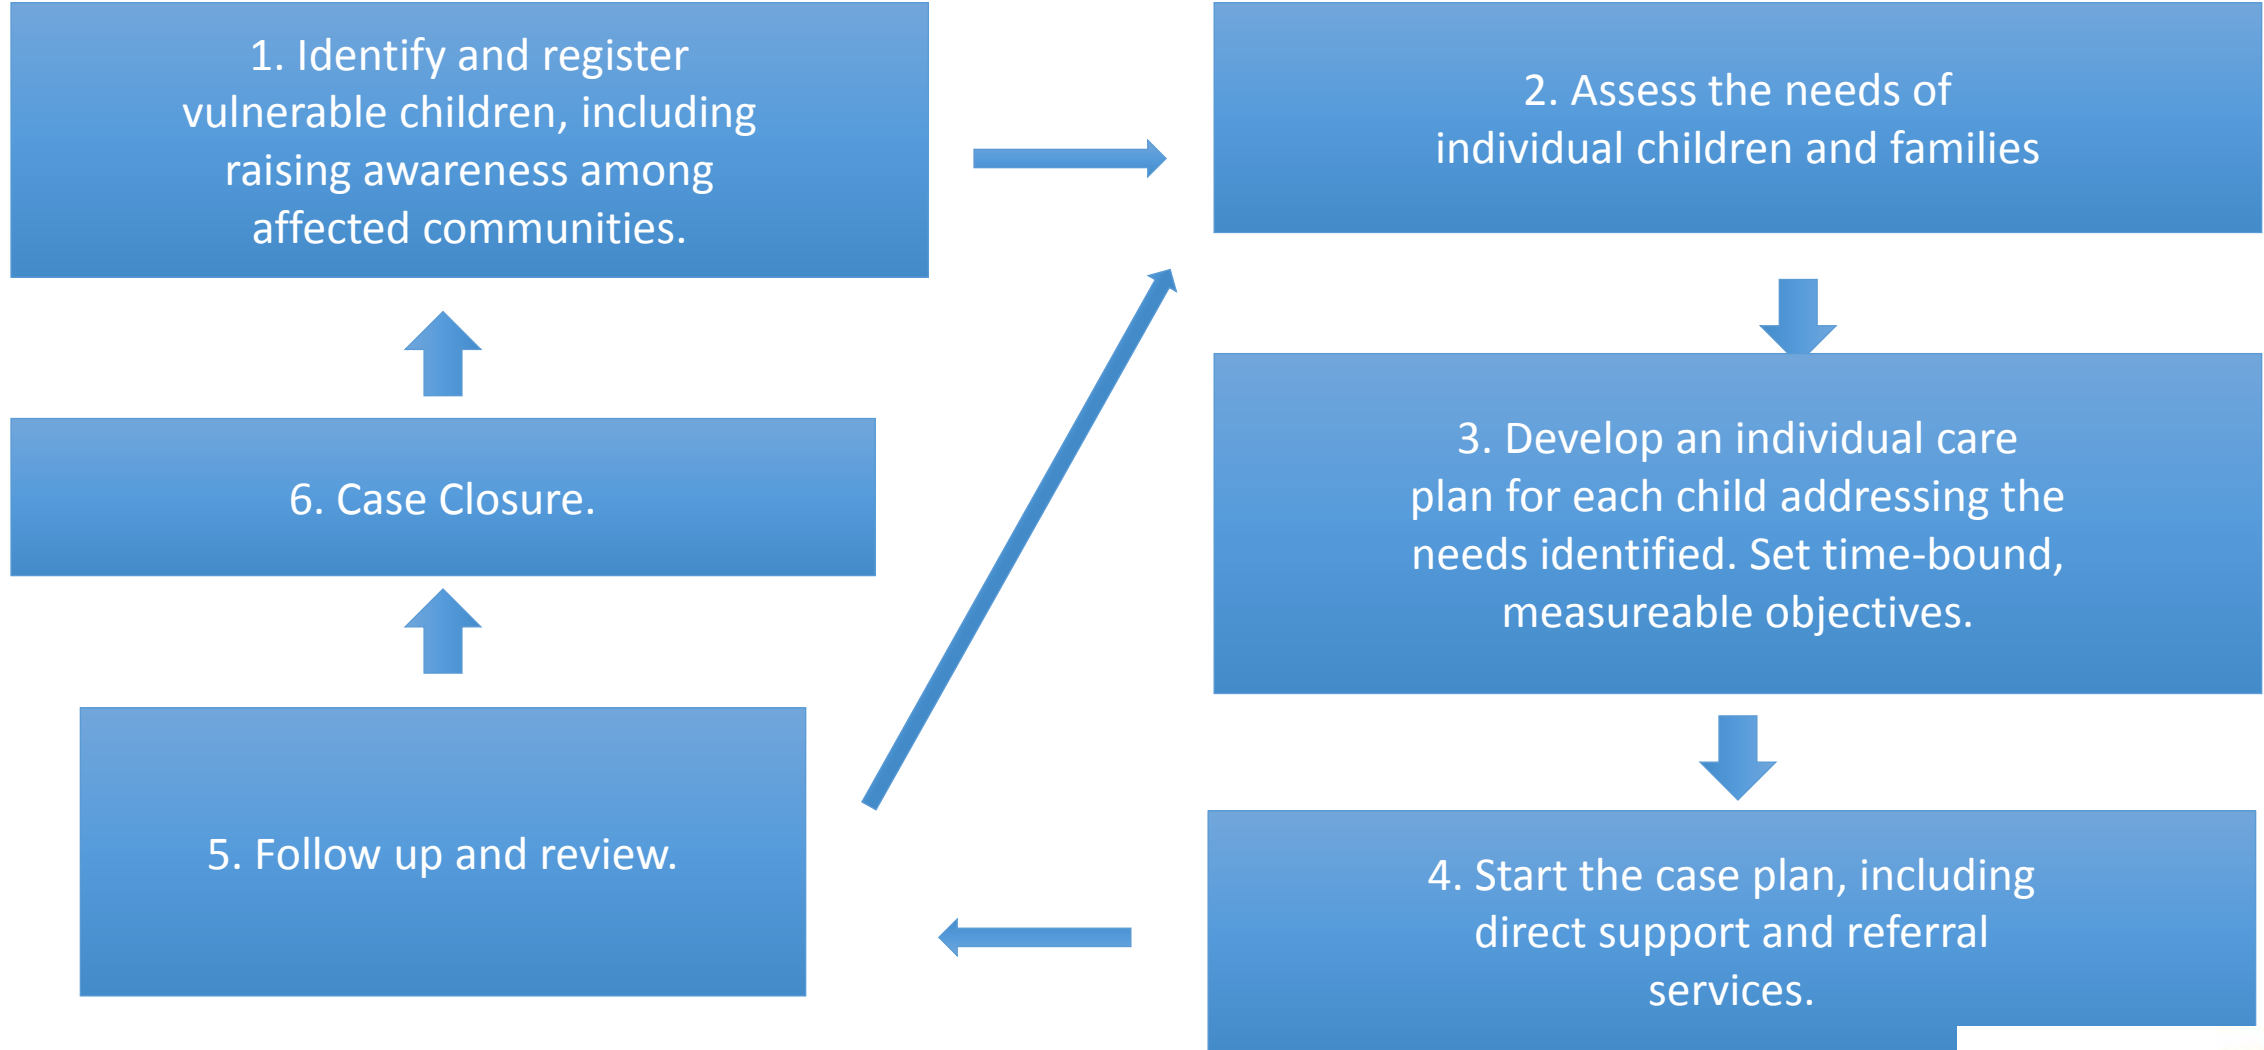 1. Identify and register
vulnerable children, including
raising awareness among
affected communities.
2. Assess the needs of
individual children and families
3. Develop an individual care
plan for each child addressing the
needs identified. Set time-bound,
measureable objectives.
4. Start the case plan, including
direct support and referral
services.
5. Follow up and review.
6. Case Closure.